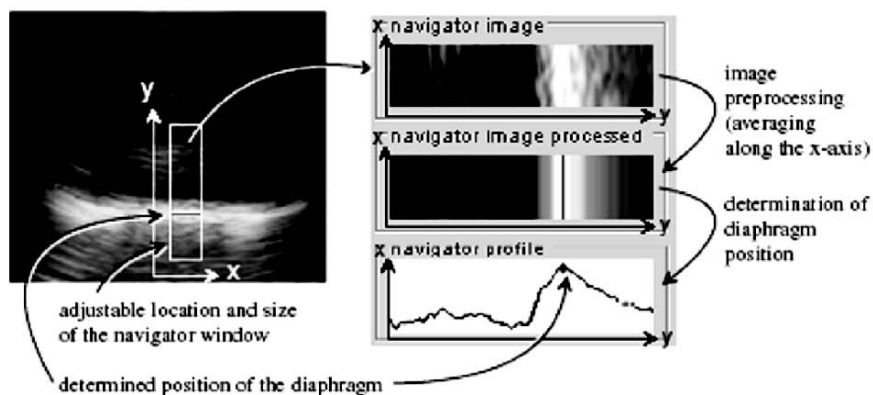 x navigator image
y
y
x
image
preprocessing
(averaging
along the x-axis)
x navigator image processed
y
determination of
diaphragm
position
x navigator profile
y
adjustable location and size
of the navigator window
determined position of the diaphragm